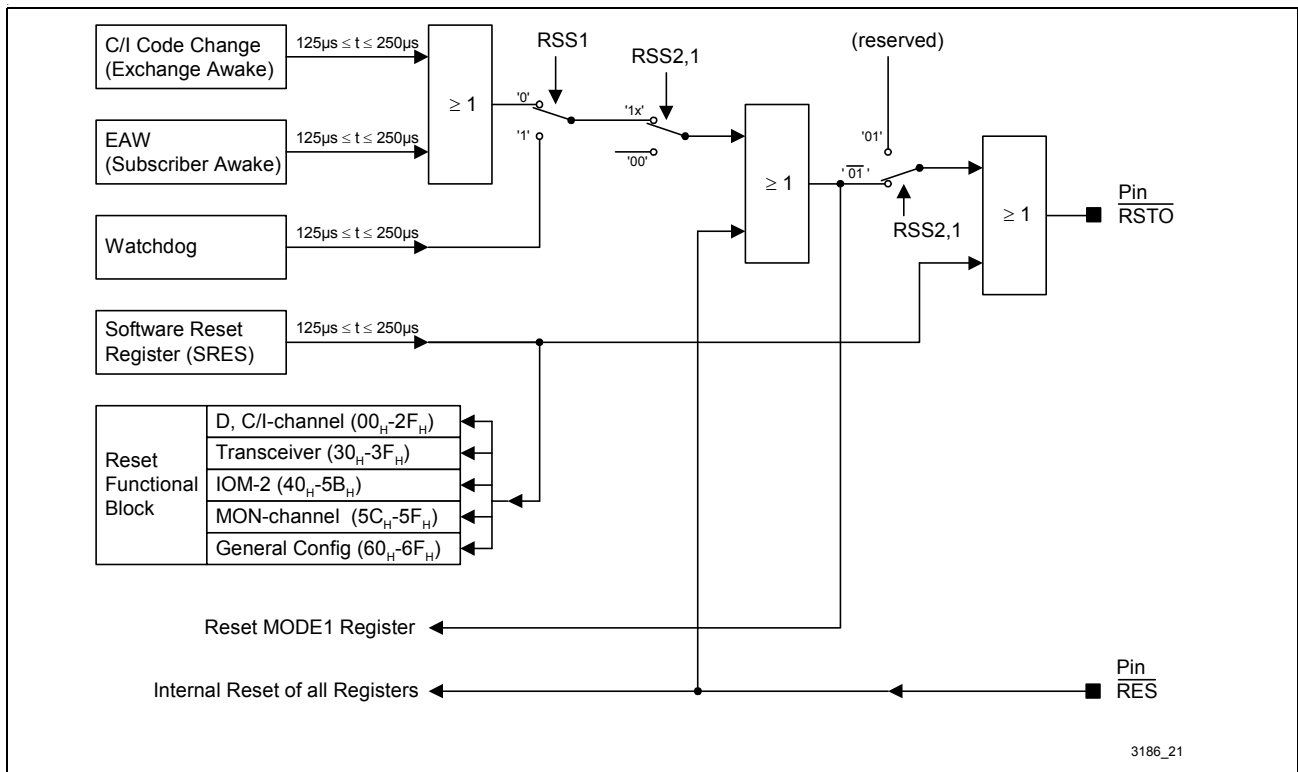 C/I Code Change
(Exchange Awake)
125µs ≤ t ≤ 250µs
EAW
(Subscriber Awake)
125µs ≤ t ≤ 250µs
Watchdog
125µs ≤ t ≤ 250µs
Software Reset
Register (SRES)
125µs ≤ t ≤ 250µs
≥ 1
RSS1
'0'
'1'
RSS2,1
'1x'
'00'
≥ 1
(reserved)
'01'
'01'
RSS2,1
≥ 1
Pin
RSTO
Reset
Functional
Block
D, C/I-channel (00H-2FH)
Transceiver (30H-3FH)
IOM-2 (40H-5BH)
MON-channel (5CH-5FH)
General Config (60H-6FH)
Reset MODE1 Register
Internal Reset of all Registers
Pin
RES
3186_21